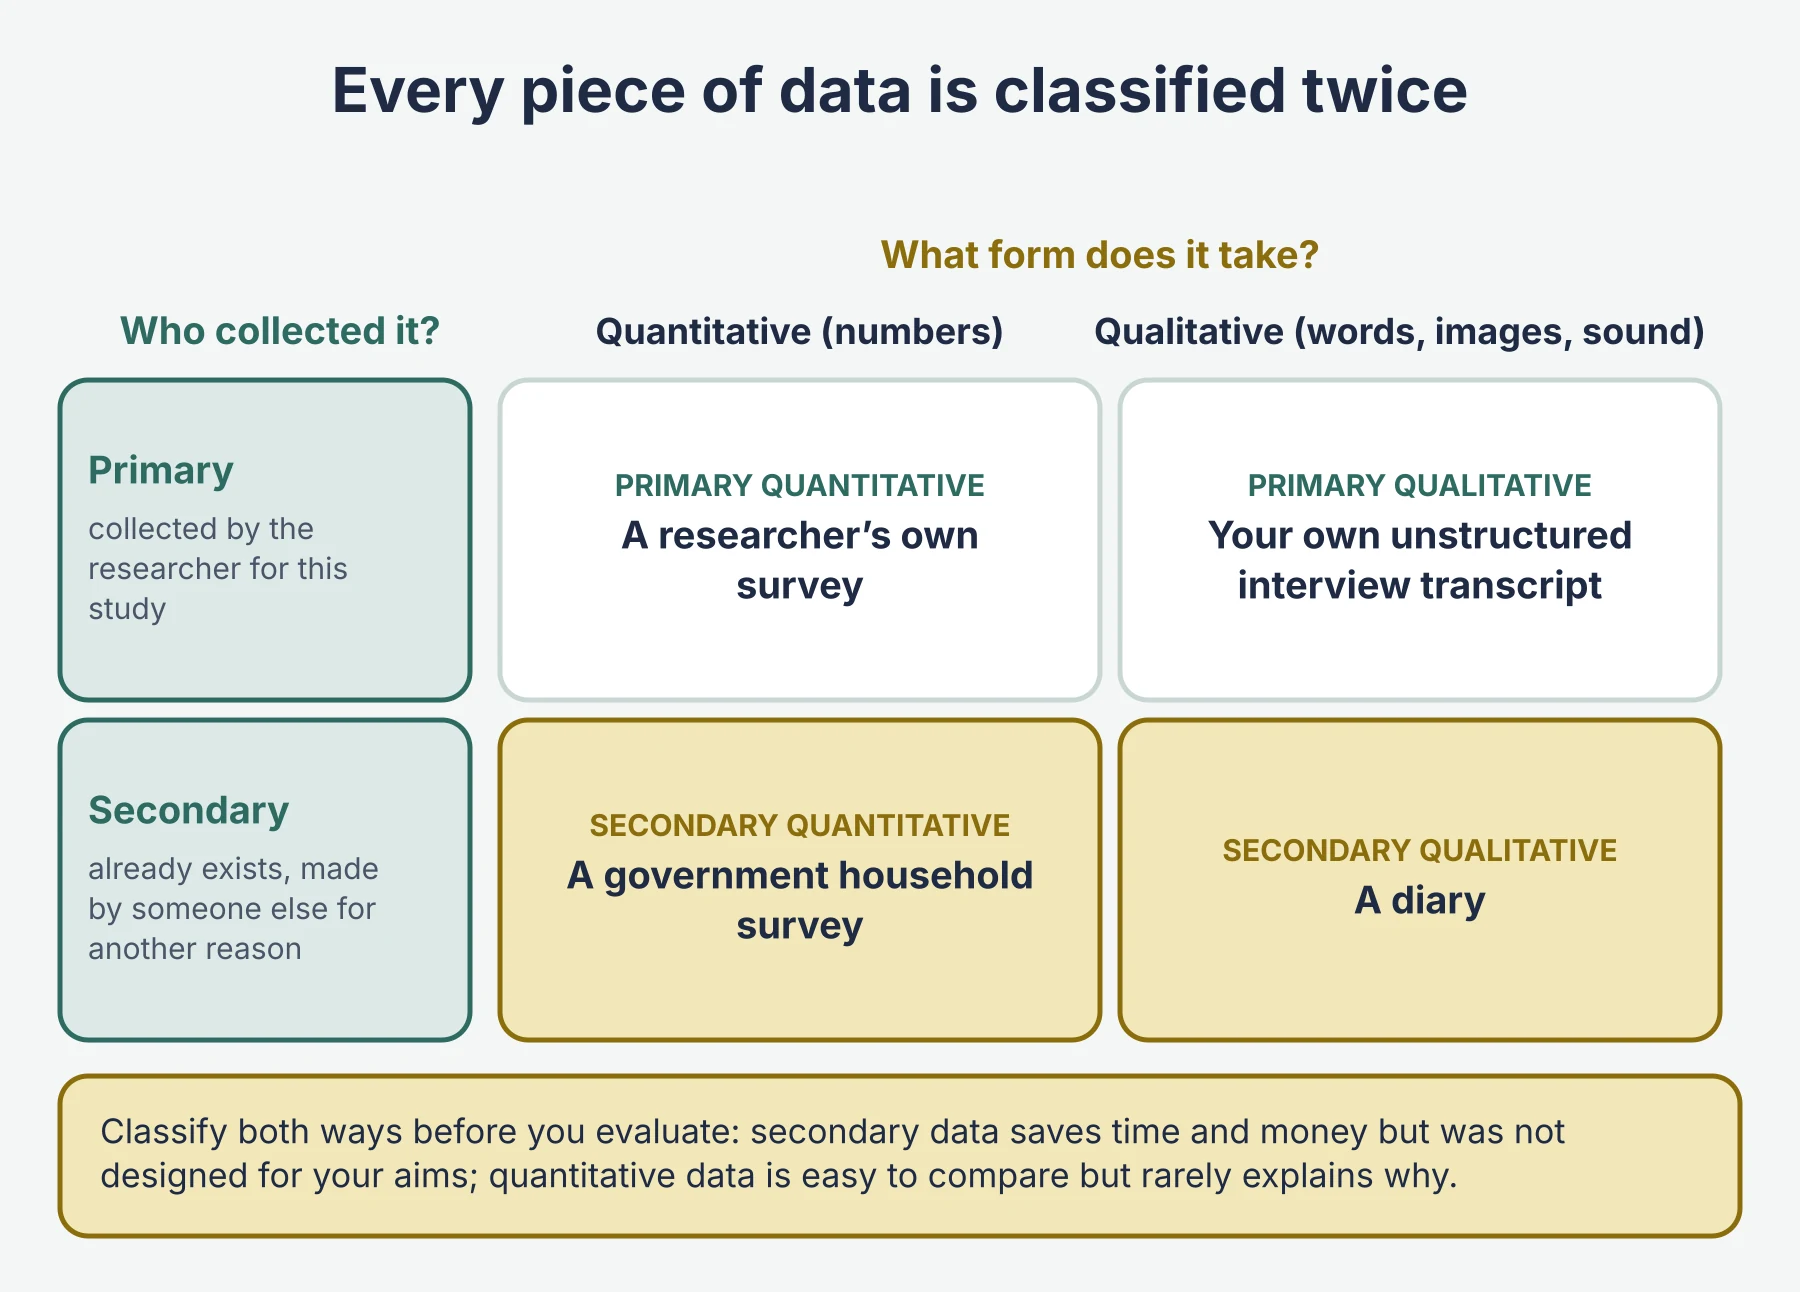 Every piece of data is classified twice
What form does it take?
Who collected it?
Quantitative (numbers)
Qualitative (words, images, sound)
Primary
collected by the
researcher for this
study
PRIMARY QUANTITATIVE
A researcher’s own
survey
PRIMARY QUALITATIVE
Your own unstructured
interview transcript
Secondary
already exists, made
by someone else for
another reason
SECONDARY QUANTITATIVE
A government household
survey
SECONDARY QUALITATIVE
A diary
Classify both ways before you evaluate: secondary data saves time and money but was not
designed for your aims; quantitative data is easy to compare but rarely explains why.